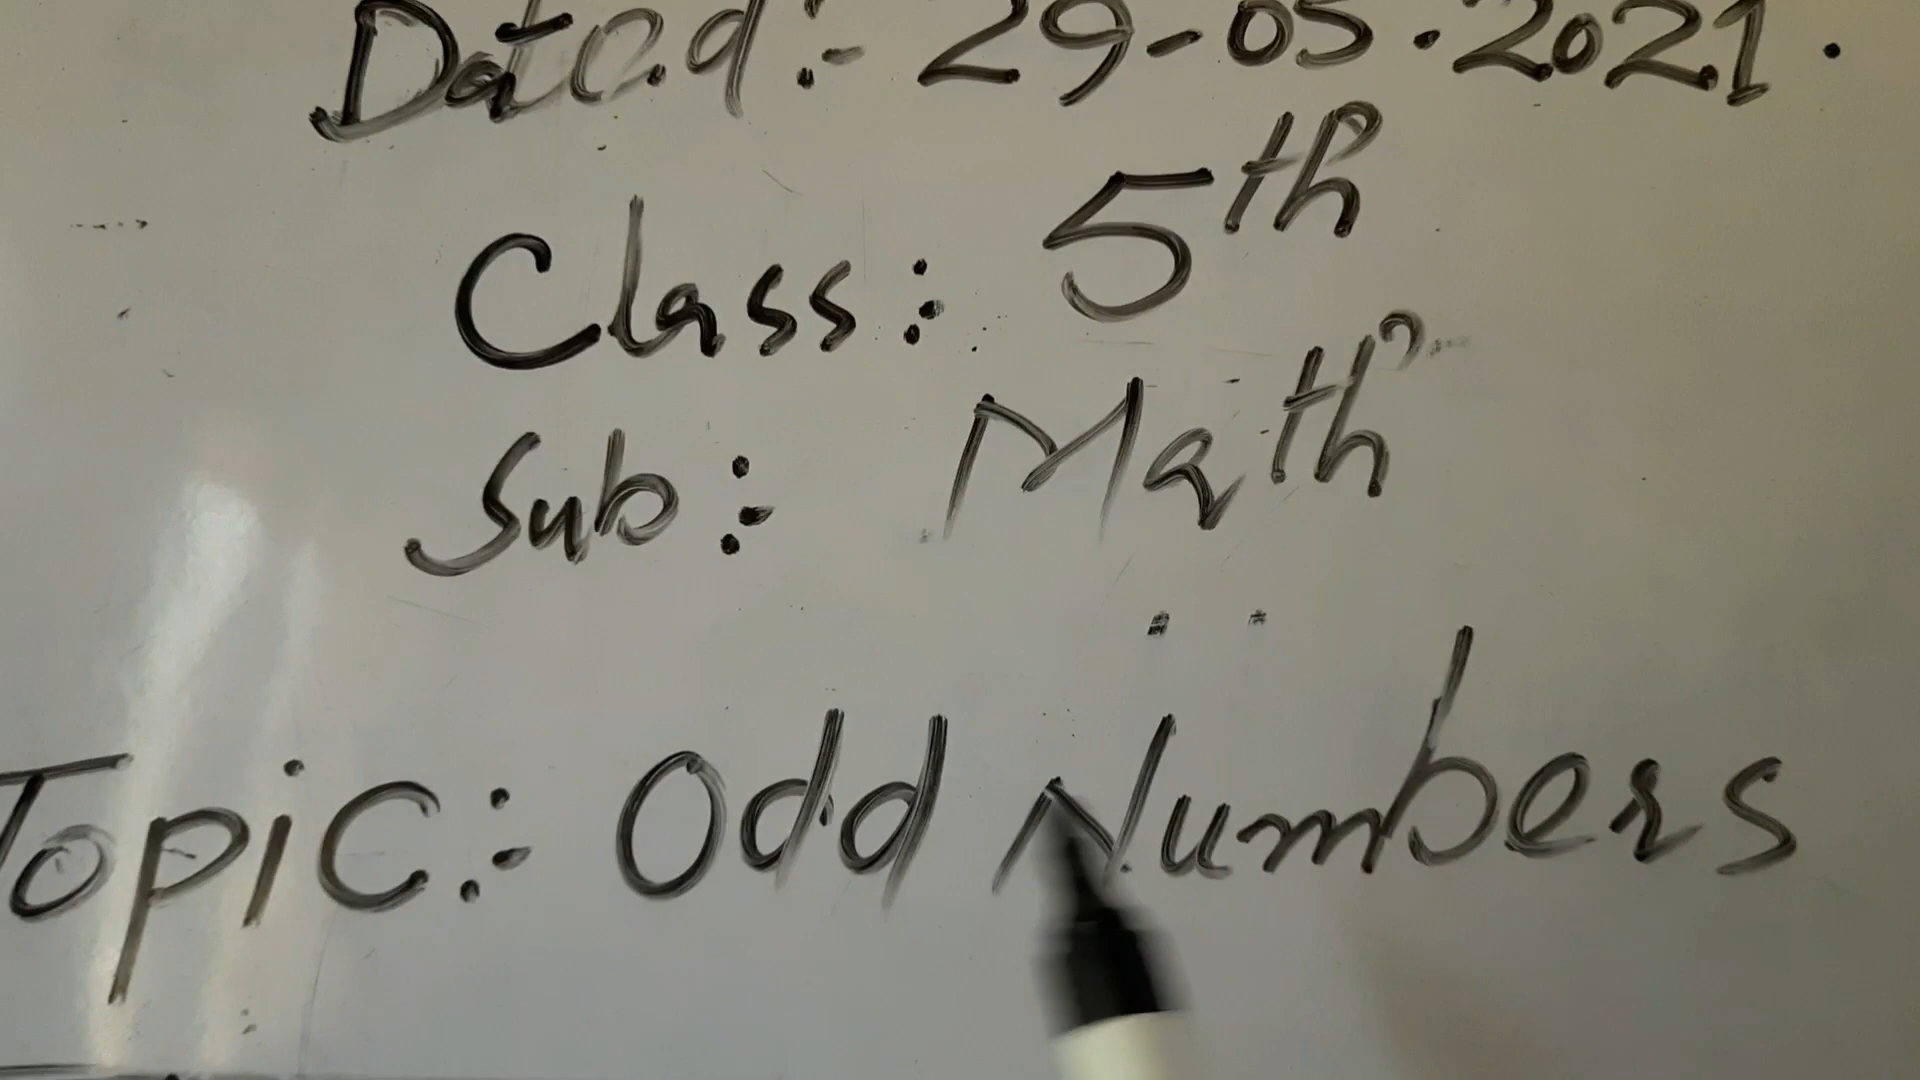 Dated:- 29-05.2021.
Class: 5th
Sub:- Math
Topic:- Odd Numbers